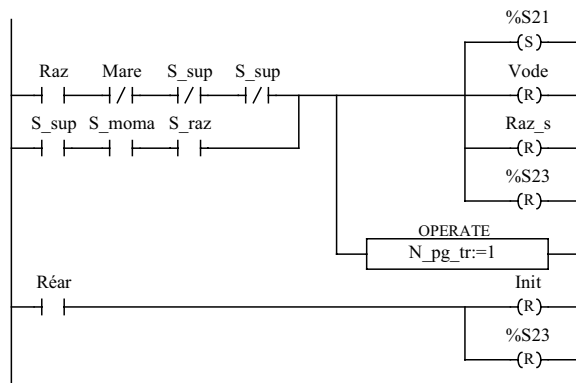 %S21
(S)
Raz Mare S_sup S_sup Vode
(R)
S_sup S_moma S_raz Raz_s
(R)
%S23
(R)
OPERATE
N_pg_tr:=1
Réar Init
(R)
%S23
(R)